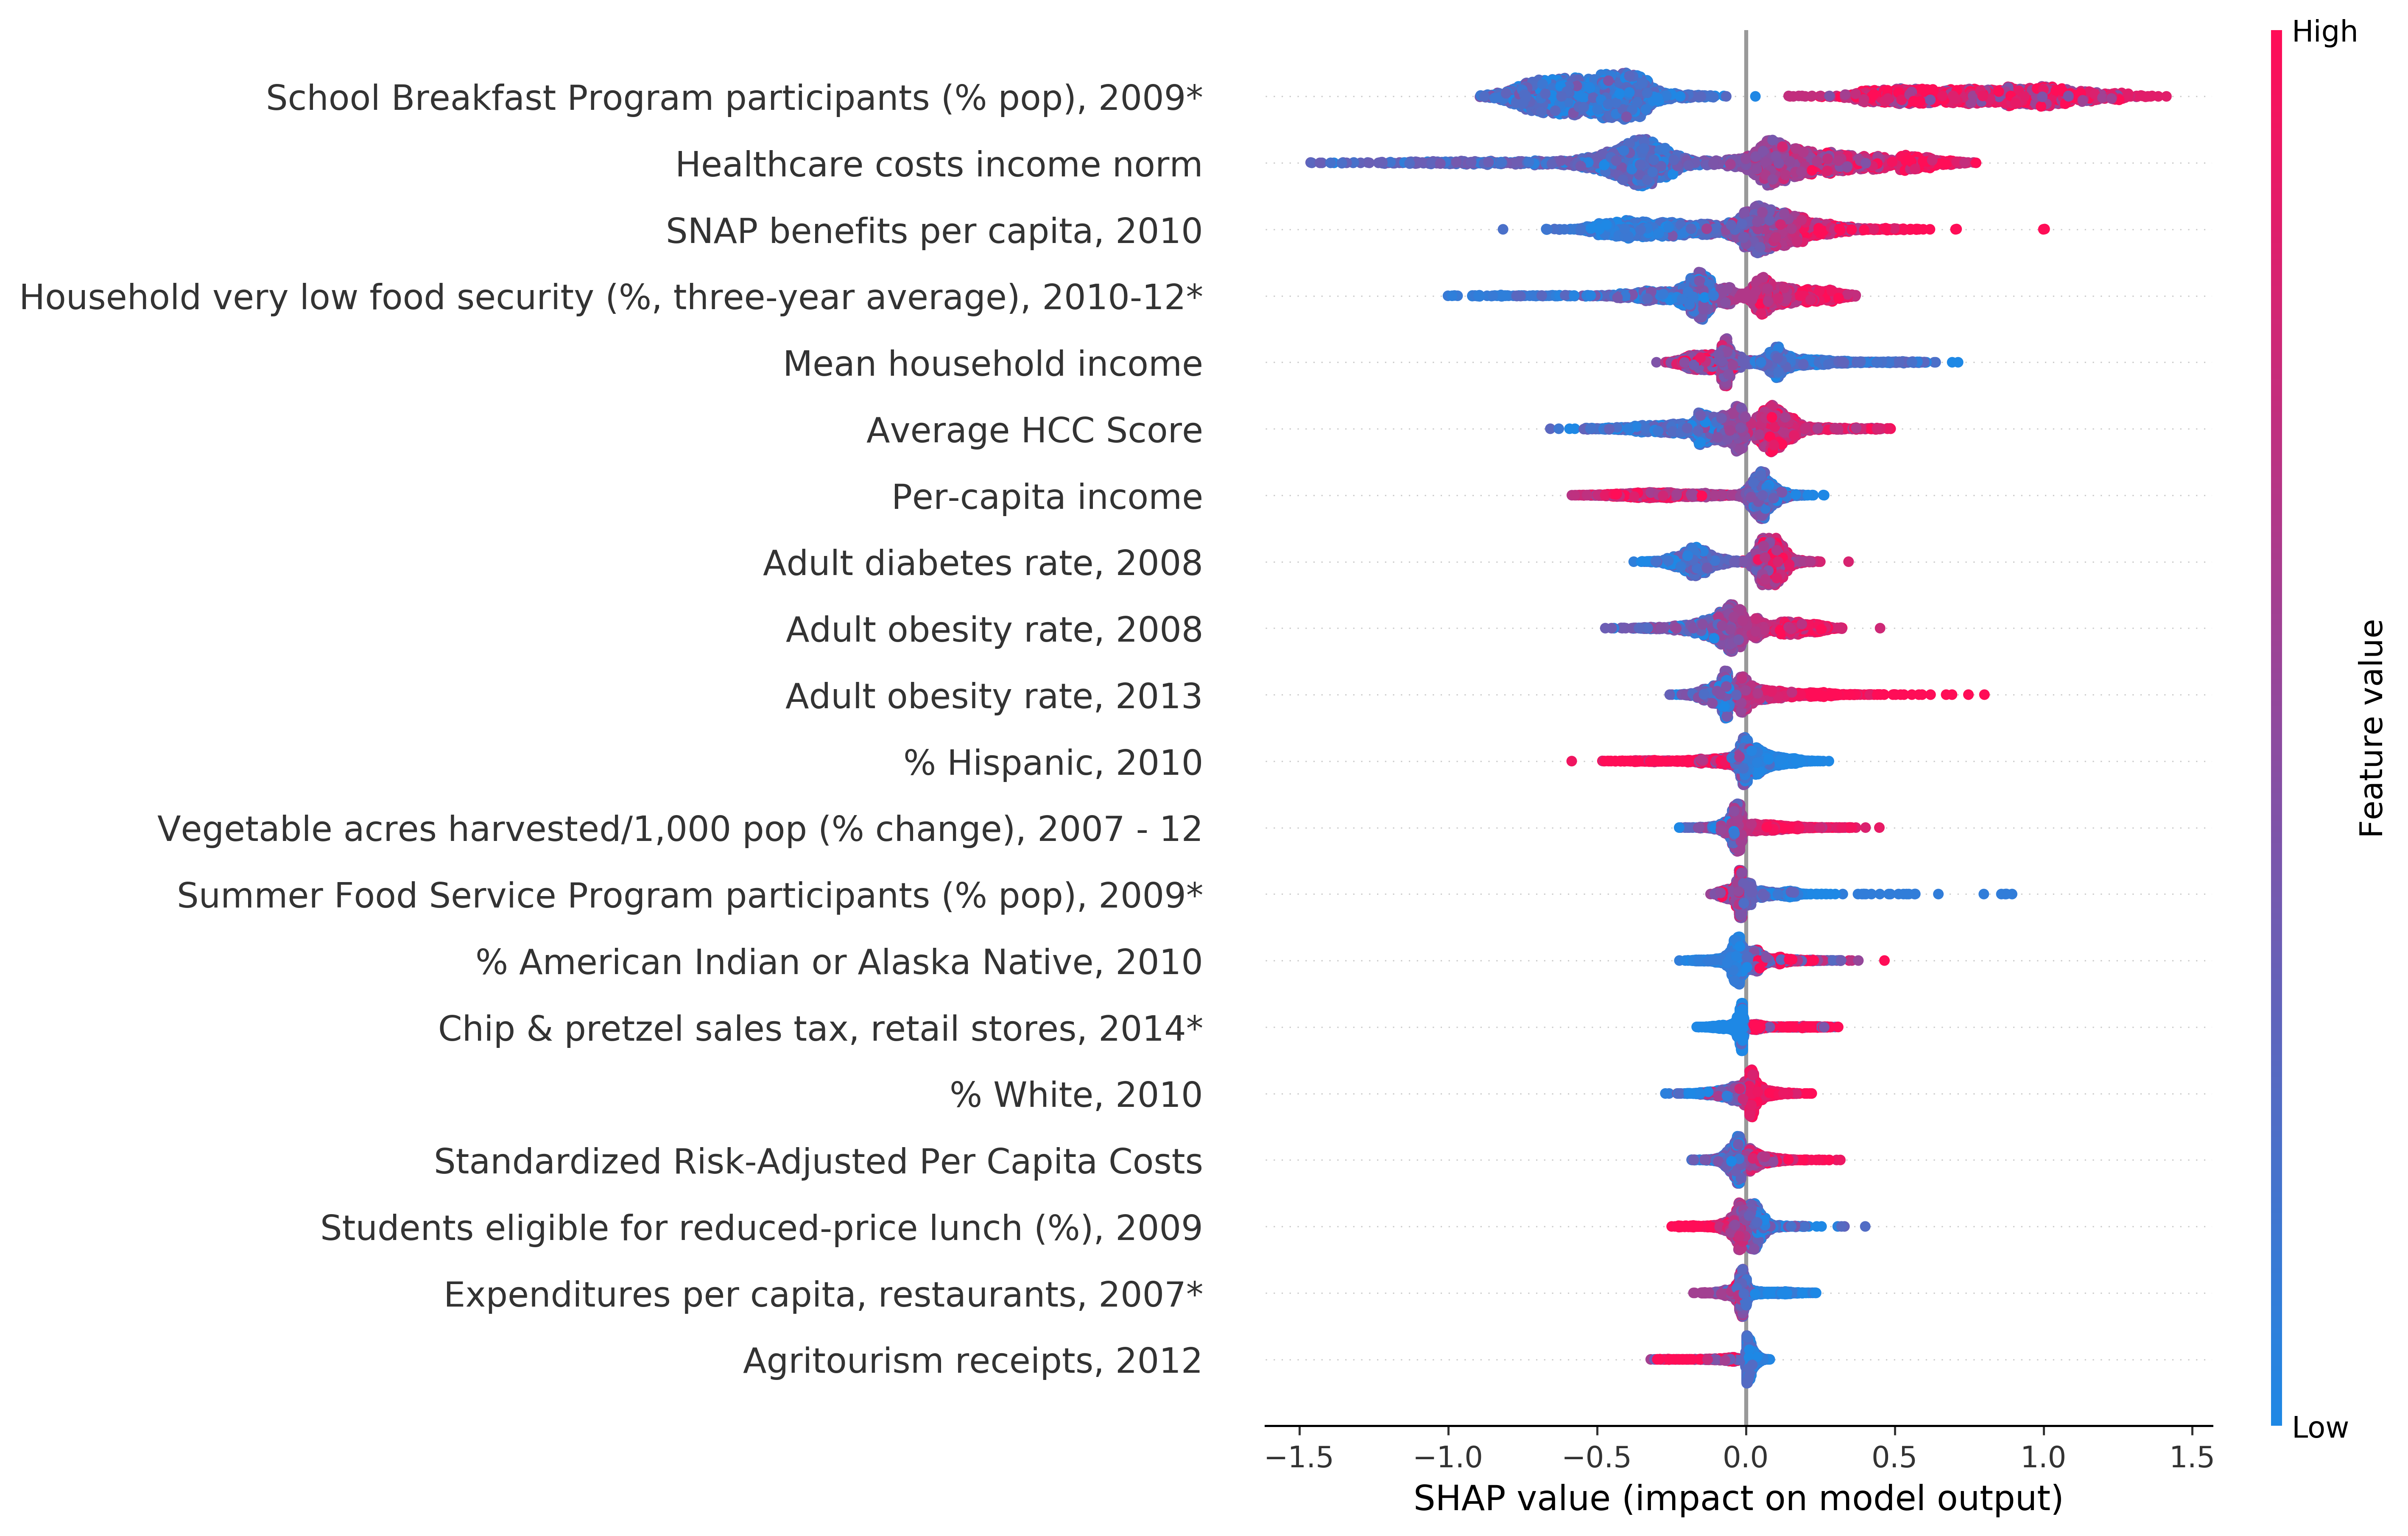 High
School Breakfast Program participants (% pop), 2009*
Healthcare costs income norm
SNAP benefits per capita, 2010
Household very low food security (%, three-year average), 2010-12*
Mean household income
Average HCC Score
Per-capita income
Adult diabetes rate, 2008
Adult obesity rate, 2008
Adult obesity rate, 2013
% Hispanic, 2010
Vegetable acres harvested/1,000 pop (% change), 2007 - 12
Summer Food Service Program participants (% pop), 2009*
% American Indian or Alaska Native, 2010
Chip & pretzel sales tax, retail stores, 2014*
% White, 2010
Standardized Risk-Adjusted Per Capita Costs
Students eligible for reduced-price lunch (%), 2009
Expenditures per capita, restaurants, 2007*
Agritourism receipts, 2012
Feature value
Low
−1.5 −1.0 −0.5 0.0 0.5 1.0 1.5
SHAP value (impact on model output)